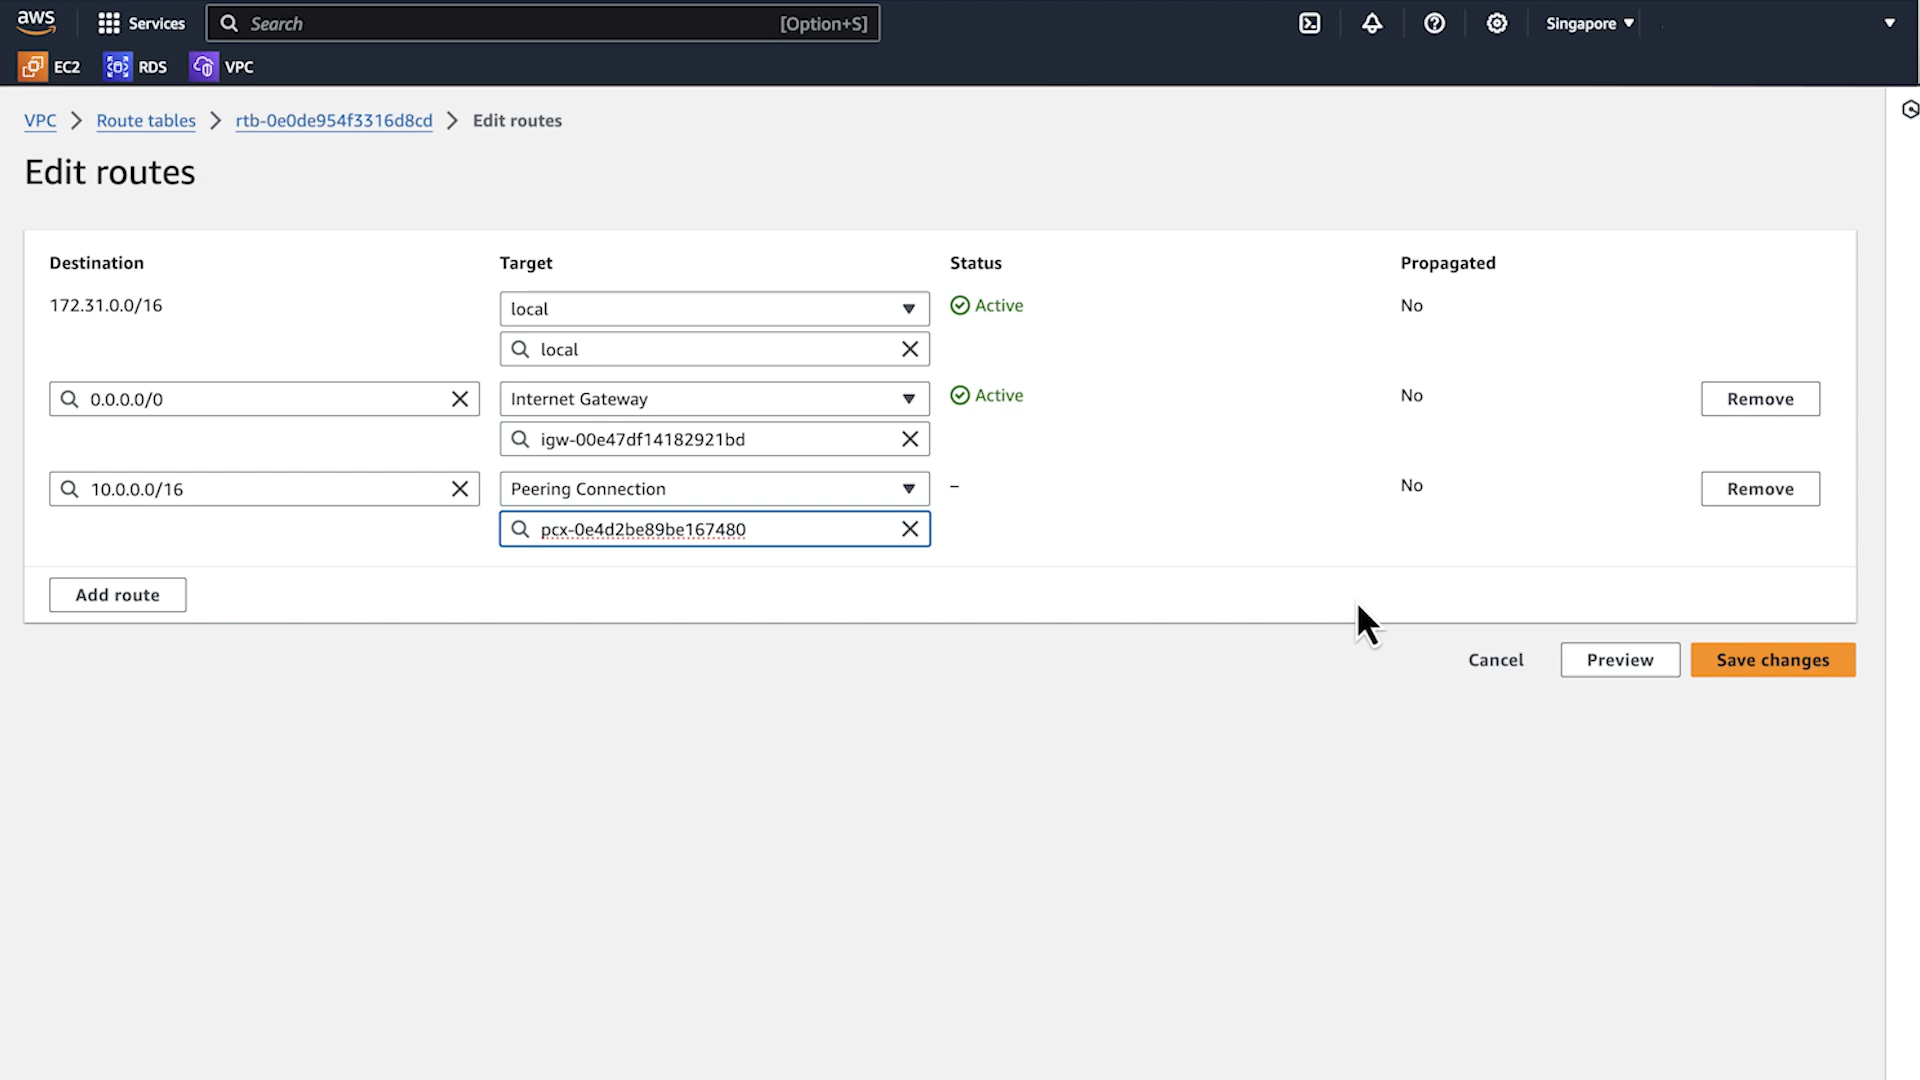 aws Services Search [Option+S] Singapore
EC2 RDS VPC
VPC > Route tables > rtb-0e0de954f3316d8cd > Edit routes
Edit routes
Destination Target Status Propagated
172.31.0.0/16 local Active No
local
0.0.0.0/0 Internet Gateway Active No Remove
igw-00e47df14182921bd
10.0.0.0/16 Peering Connection – No Remove
pcx-0e4d2be89be167480
Add route
Cancel Preview Save changes